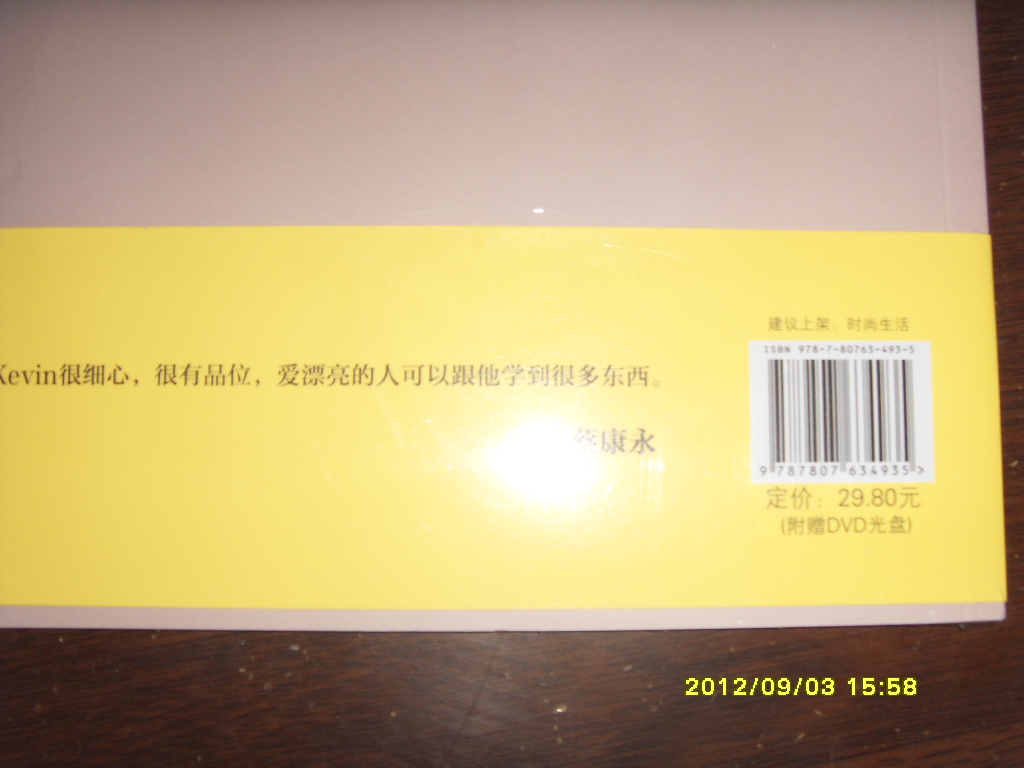 建议上架：时尚生活
ISBN 978-7-80763-493-5
Kevin很细心，很有品位，爱漂亮的人可以跟他学到很多东西。
蔡康永
9 787807 634935 >
定价：29.80元
(附赠DVD光盘)
2012/09/03 15:58